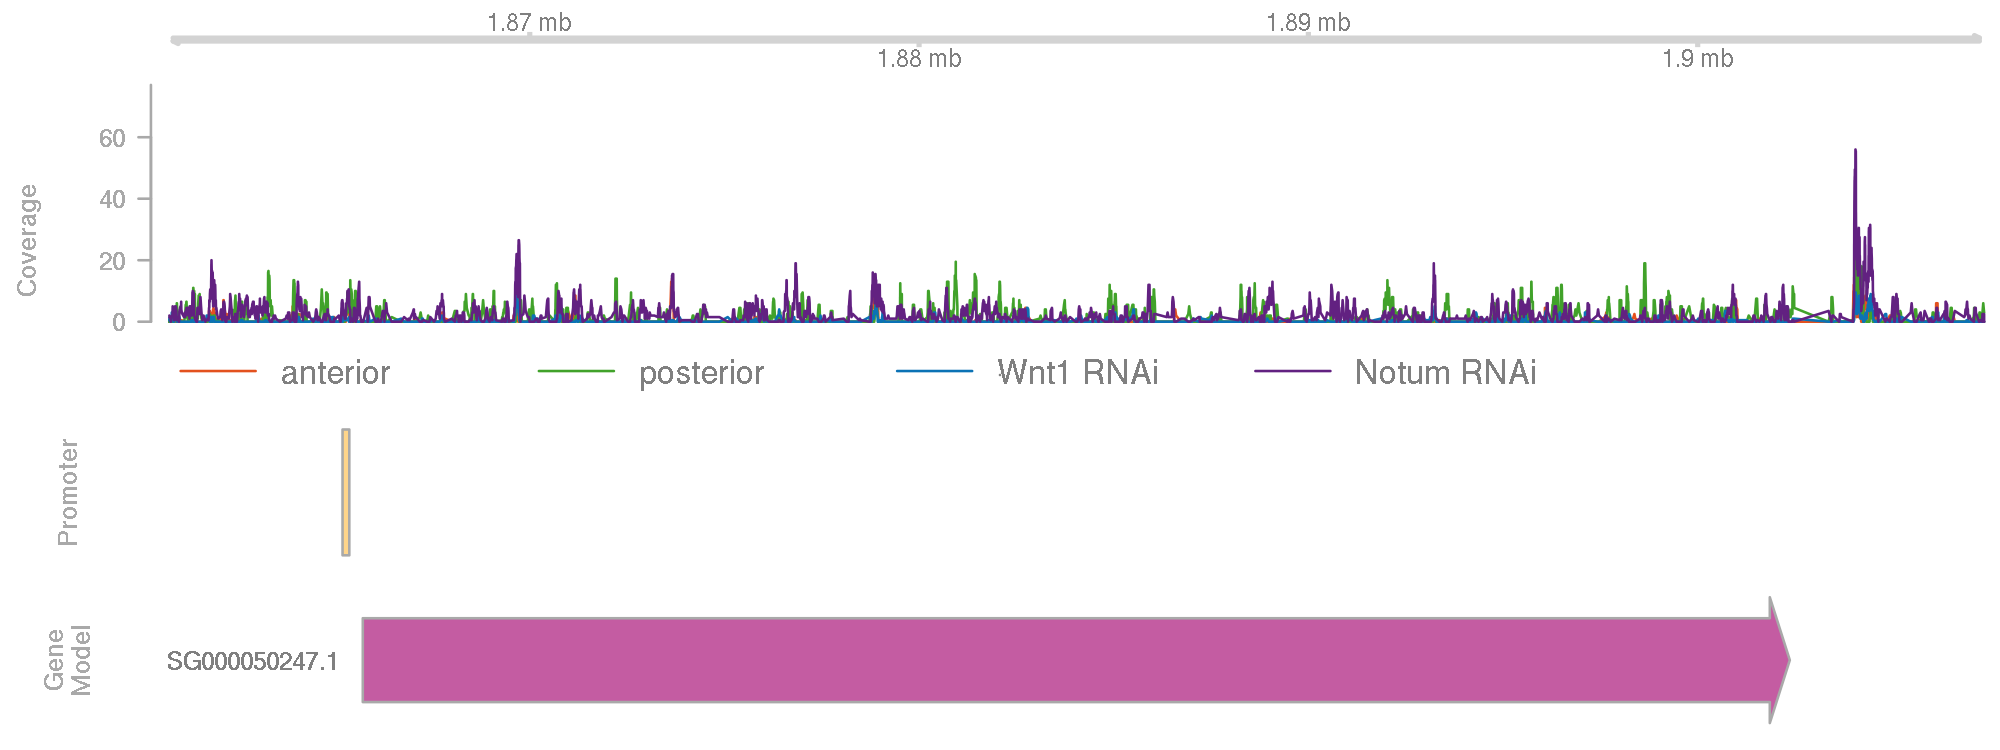 1.87 mb
1.89 mb
1.88 mb
1.9 mb
Coverage
60
40
20
0
anterior
posterior
Wnt1 RNAi
Notum RNAi
Promoter
Gene
Model
SG000050247.1